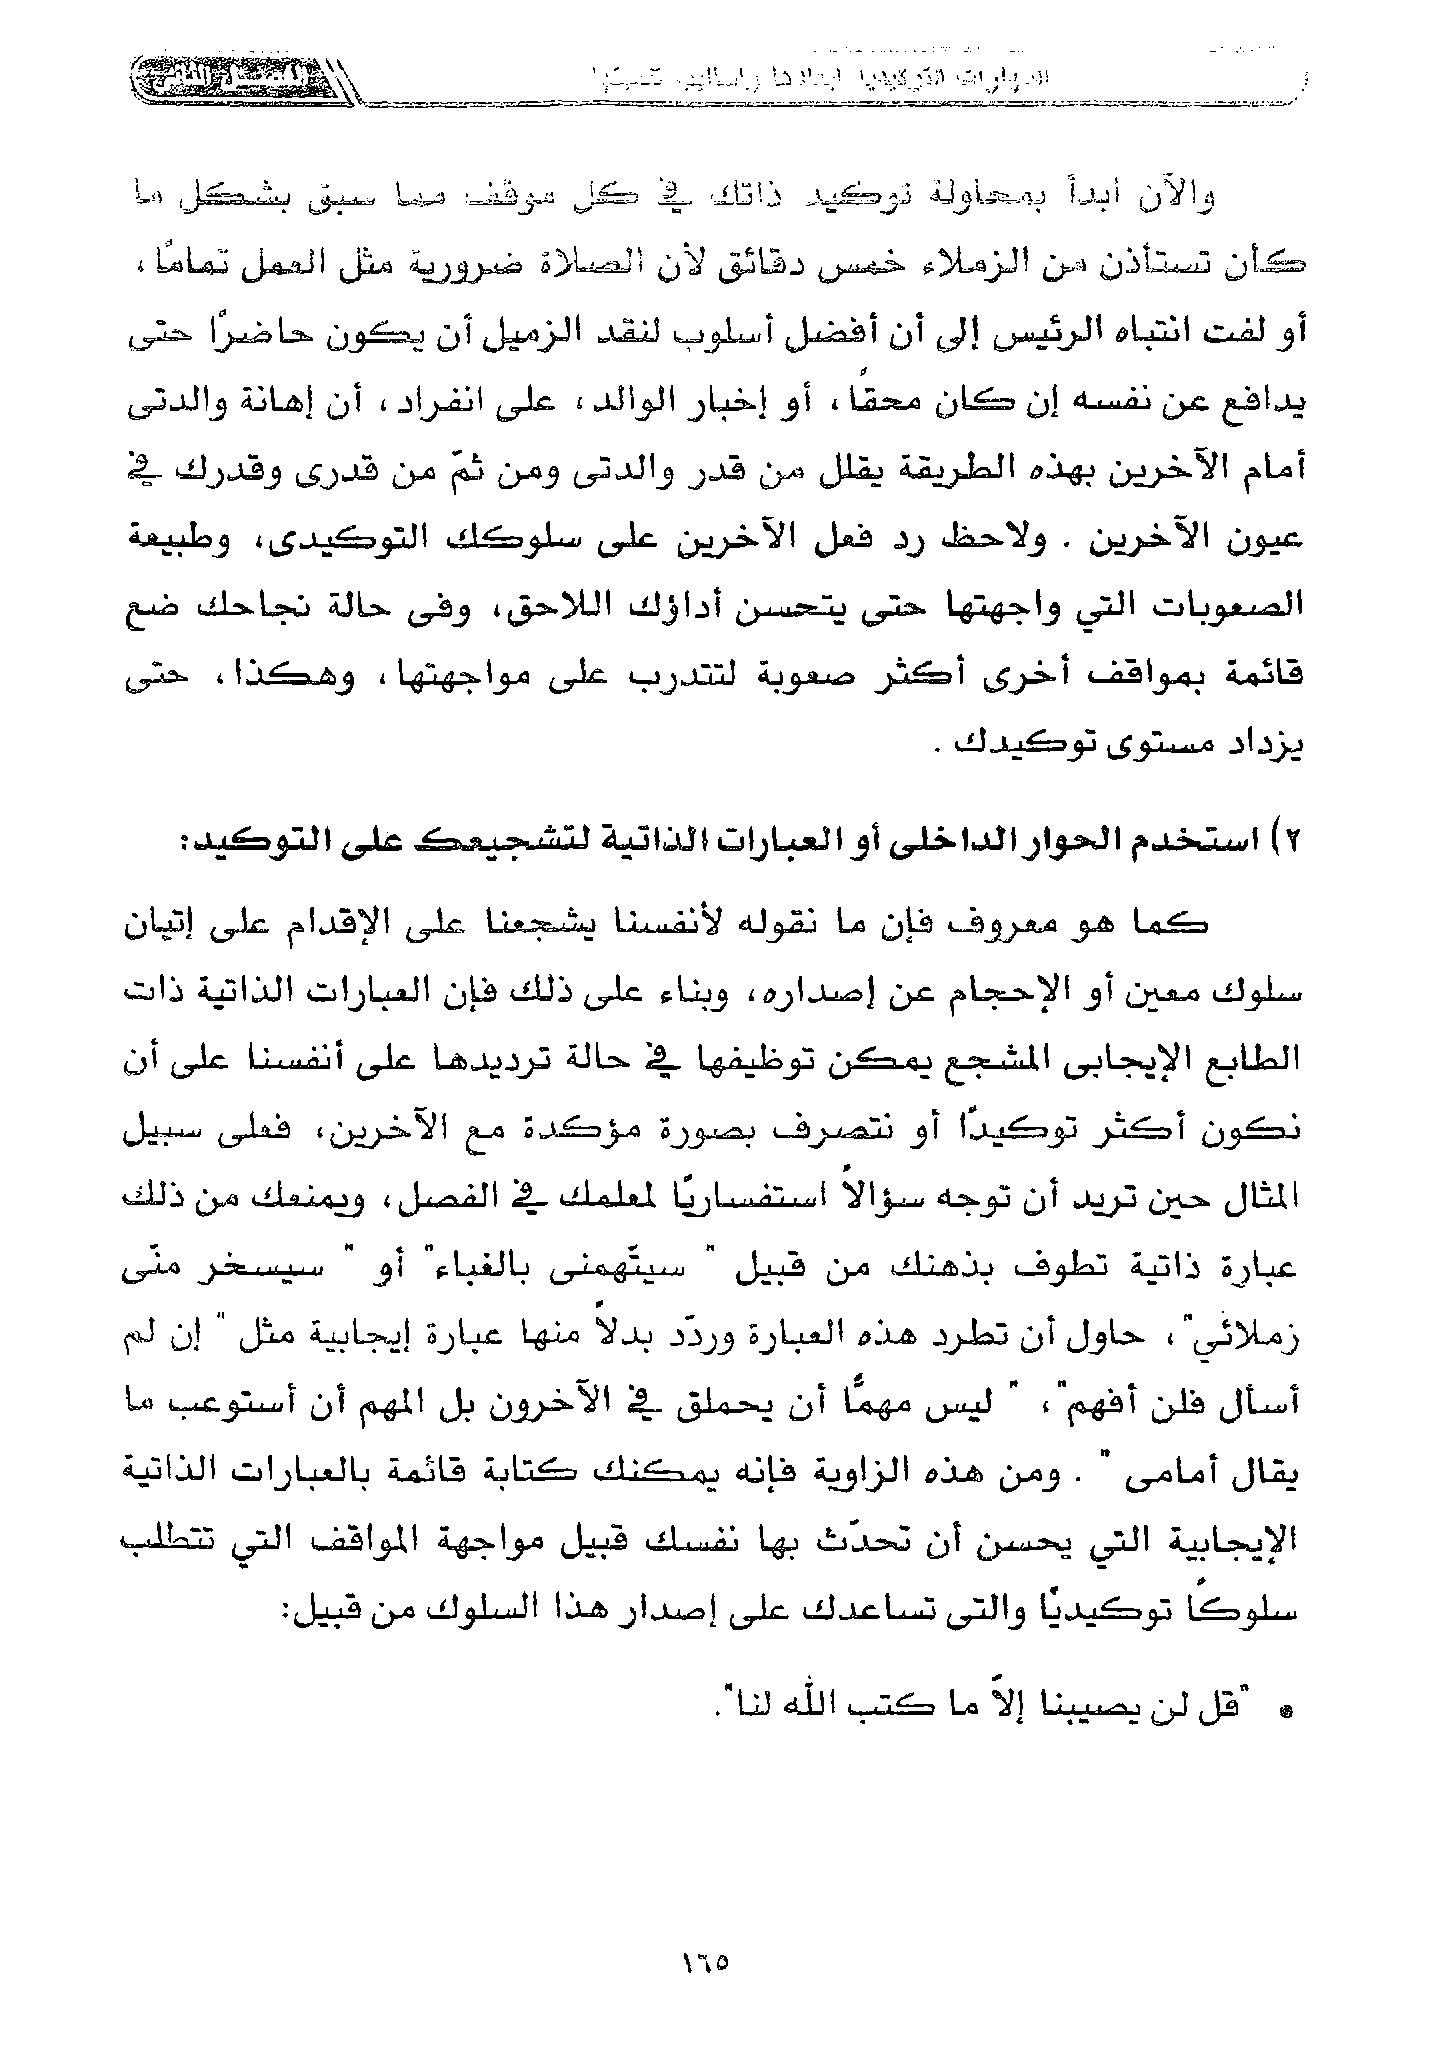 المهارات التوكيدية أبعادها وأساليب تنميتها
الفصل الثاني
والآن ابدأ بمحاولة توكيد ذاتك في كل موقف مما سبق بشكل ما
كأن تستأذن من الزملاء خمس دقائق لأن الصلاة ضرورية مثل العمل تمامًا،
أو لفت انتباه الرئيس إلى أن أفضل أسلوب لنقد الزميل أن يكون حاضرًا حتى
يدافع عن نفسه إن كان محقًا، أو إخبار الوالد، على انفراد، أن إهانة والدتى
أمام الآخرين بهذه الطريقة يقلل من قدر والدتى ومن ثمّ من قدرى وقدرك في
عيون الآخرين . ولاحظ رد فعل الآخرين على سلوكك التوكيدى، وطبيعة
الصعوبات التي واجهتها حتى يتحسن أداؤك اللاحق، وفى حالة نجاحك ضع
قائمة بمواقف أخرى أكثر صعوبة لتتدرب على مواجهتها، وهكذا، حتى
يزداد مستوى توكيدك .
٢) استخدم الحوار الداخلى أو العبارات الذاتية لتشجيعك على التوكيد:
كما هو معروف فإن ما نقوله لأنفسنا يشجعنا على الإقدام على إتيان
سلوك معين أو الإحجام عن إصداره، وبناء على ذلك فإن العبارات الذاتية ذات
الطابع الإيجابى المشجع يمكن توظيفها في حالة ترديدها على أنفسنا على أن
نكون أكثر توكيدًا أو نتصرف بصورة مؤكدة مع الآخرين، فعلى سبيل
المثال حين تريد أن توجه سؤالاً استفساريًا لمعلمك في الفصل، ويمنعك من ذلك
عبارة ذاتية تطوف بذهنك من قبيل " سيتّهمنى بالغباء" أو " سيسخر منّى
زملائي"، حاول أن تطرد هذه العبارة وردّد بدلاً منها عبارة إيجابية مثل " إن لم
أسأل فلن أفهم"، " ليس مهمًّا أن يحملق في الآخرون بل المهم أن أستوعب ما
يقال أمامى " . ومن هذه الزاوية فإنه يمكنك كتابة قائمة بالعبارات الذاتية
الإيجابية التي يحسن أن تحدّث بها نفسك قبيل مواجهة المواقف التي تتطلب
سلوكًا توكيديًا والتى تساعدك على إصدار هذا السلوك من قبيل:
• "قل لن يصيبنا إلاّ ما كتب الله لنا".
١٦٥